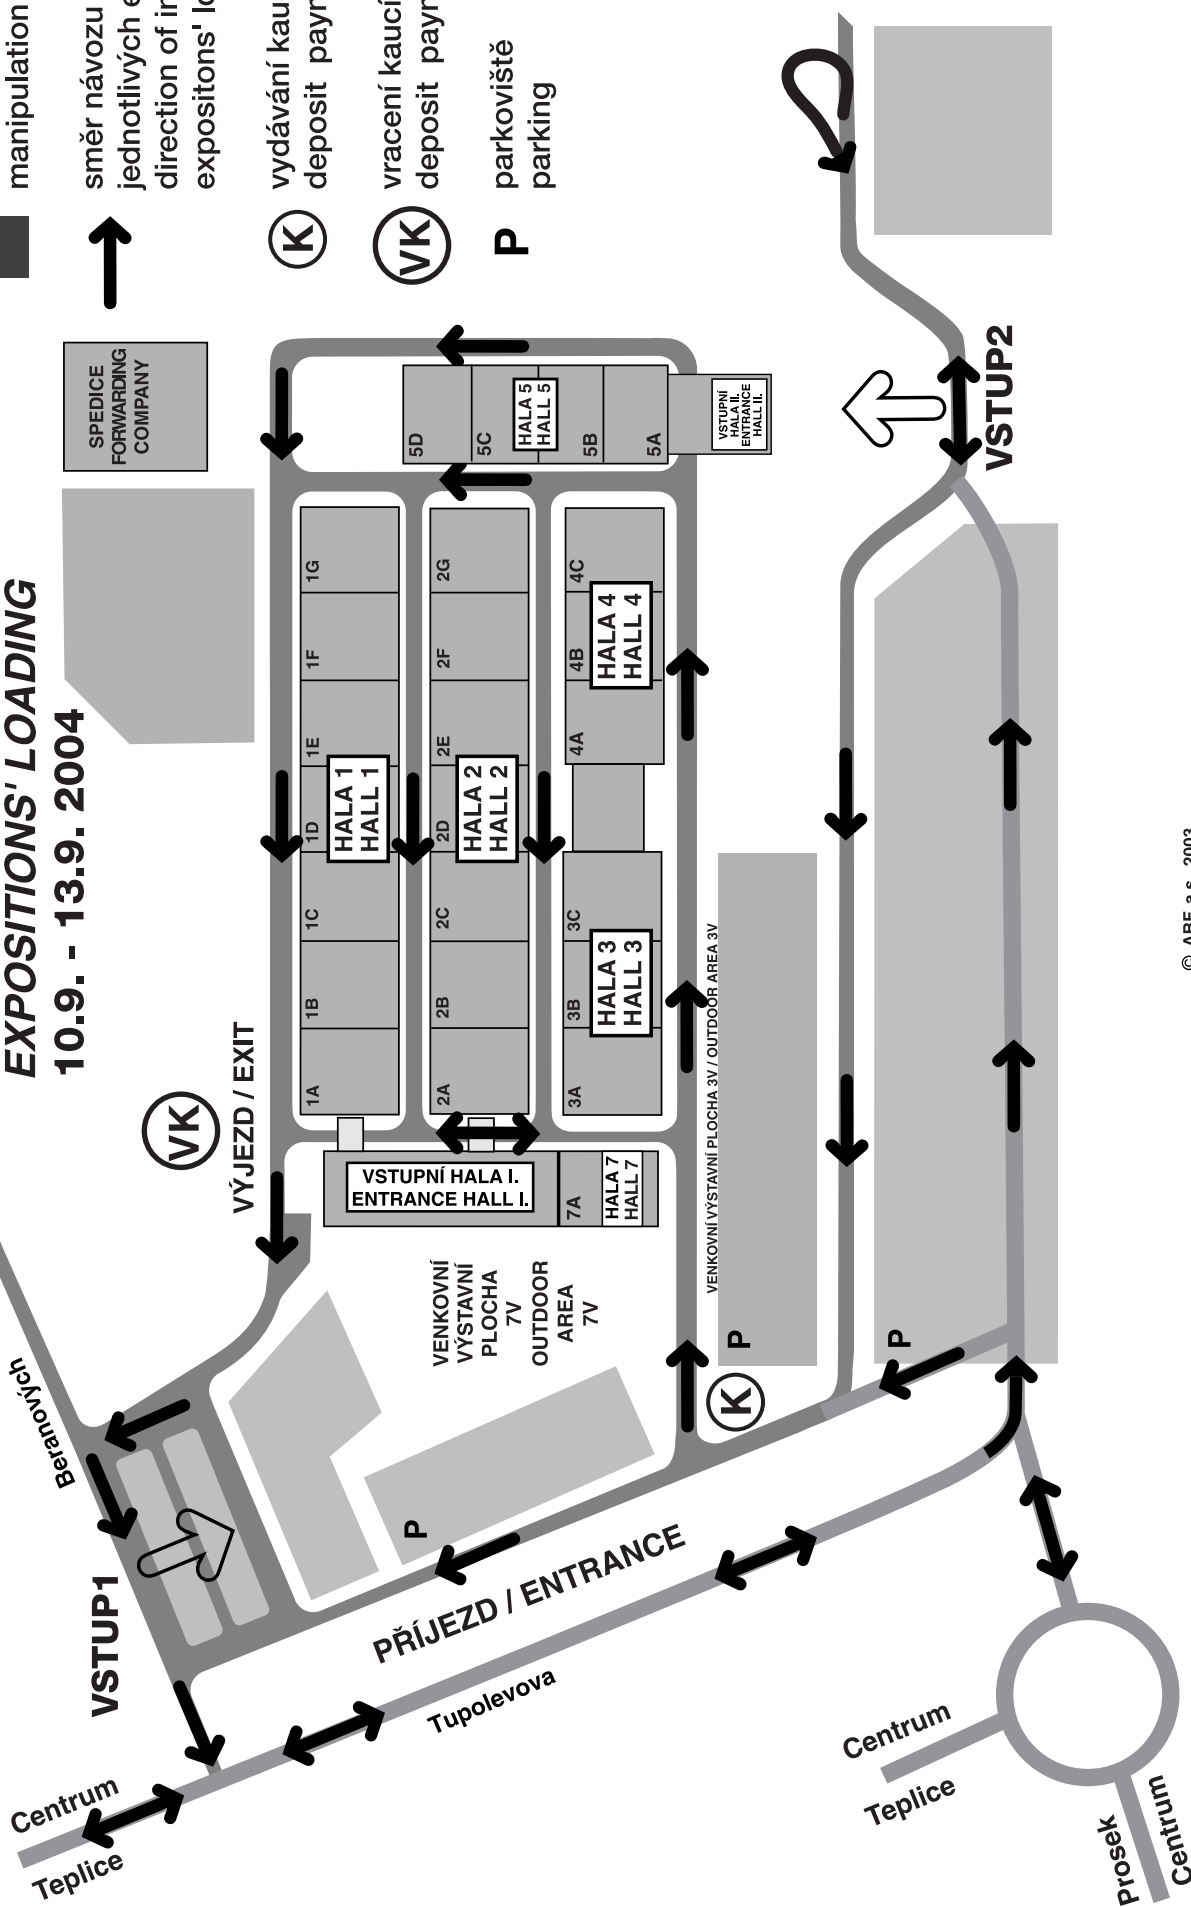 EXPOSITIONS' LOADING
10.9. - 13.9. 2004
manipulation
směr návozu
jednotlivých
direction of
expositons'
K
vydávání
deposit
VK
vracení
deposit
P
parkoviště
parking
SPEDICE
FORWARDING
COMPANY
VK
VÝJEZD / EXIT
Beranových
VSTUP1
Centrum
Teplice
1A
1B
1C
1D
1E
1F
1G
HALA 1
HALL 1
2A
2B
2C
2D
2E
2F
2G
HALA 2
HALL 2
3A
3B
3C
HALA 3
HALL 3
4A
4B
4C
HALA 4
HALL 4
5D
5C
5B
5A
HALA 5
HALL 5
VSTUPNÍ
HALA II.
ENTRANCE
HALL II.
VSTUPNÍ HALA I.
ENTRANCE HALL I.
7A
HALA 7
HALL 7
VENKOVNÍ
VÝSTAVNÍ
PLOCHA
7V
OUTDOOR
AREA
7V
P
PŘÍJEZD / ENTRANCE
Tupolevova
K
P
VENKOVNÍ VÝSTAVNÍ PLOCHA 3V / OUTDOOR AREA 3V
P
VSTUP2
Centrum
Teplice
Prosek
Centrum
© ABF a.s. 2003